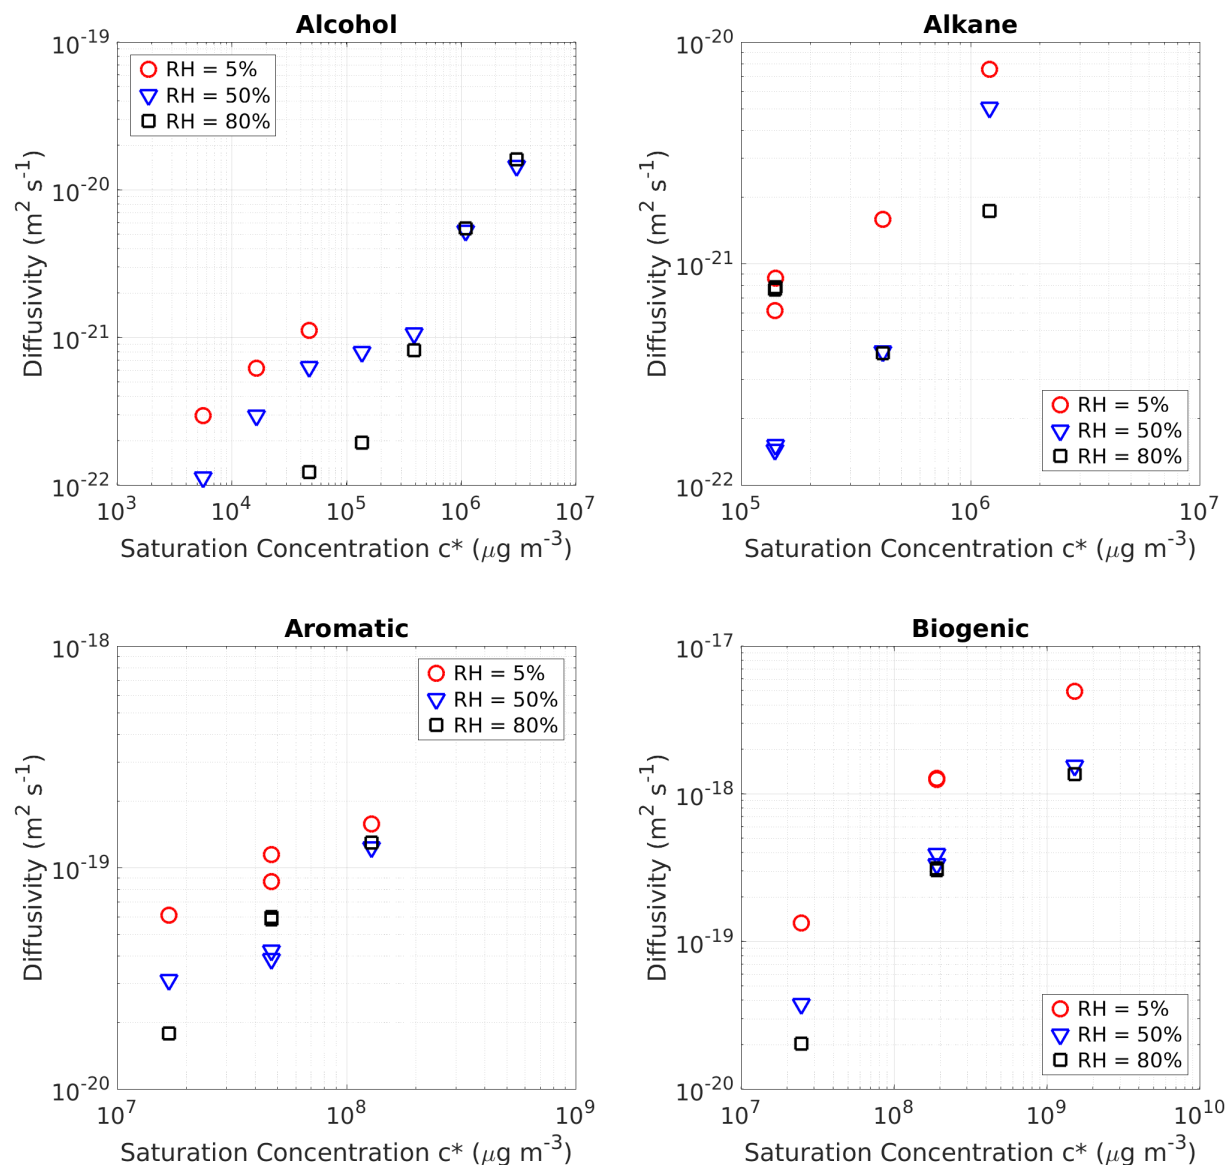 Alcohol
10^-19
10^-20
10^-21
10^-22
Diffusivity (m^2 s^-1)
RH = 5%
RH = 50%
RH = 80%
10^3 10^4 10^5 10^6 10^7
Saturation Concentration c* (μg m^-3)
Alkane
10^-20
10^-21
10^-22
Diffusivity (m^2 s^-1)
RH = 5%
RH = 50%
RH = 80%
10^5 10^6 10^7
Saturation Concentration c* (μg m^-3)
Aromatic
10^-18
10^-19
10^-20
Diffusivity (m^2 s^-1)
RH = 5%
RH = 50%
RH = 80%
10^7 10^8 10^9
Saturation Concentration c* (μg m^-3)
Biogenic
10^-17
10^-18
10^-19
10^-20
Diffusivity (m^2 s^-1)
RH = 5%
RH = 50%
RH = 80%
10^7 10^8 10^9 10^10
Saturation Concentration c* (μg m^-3)